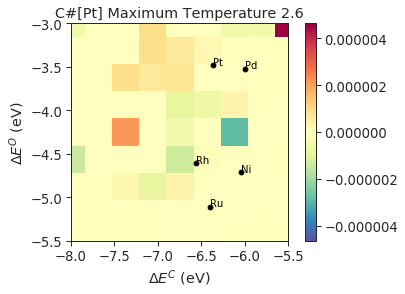 C#[Pt] Maximum Temperature 2.6
−3.0
−3.5
−4.0
−4.5
−5.0
−5.5
ΔE^O (eV)
Pt
Pd
Rh
Ni
Ru
−8.0 −7.5 −7.0 −6.5 −6.0 −5.5
ΔE^C (eV)
0.000004
0.000002
0.000000
−0.000002
−0.000004